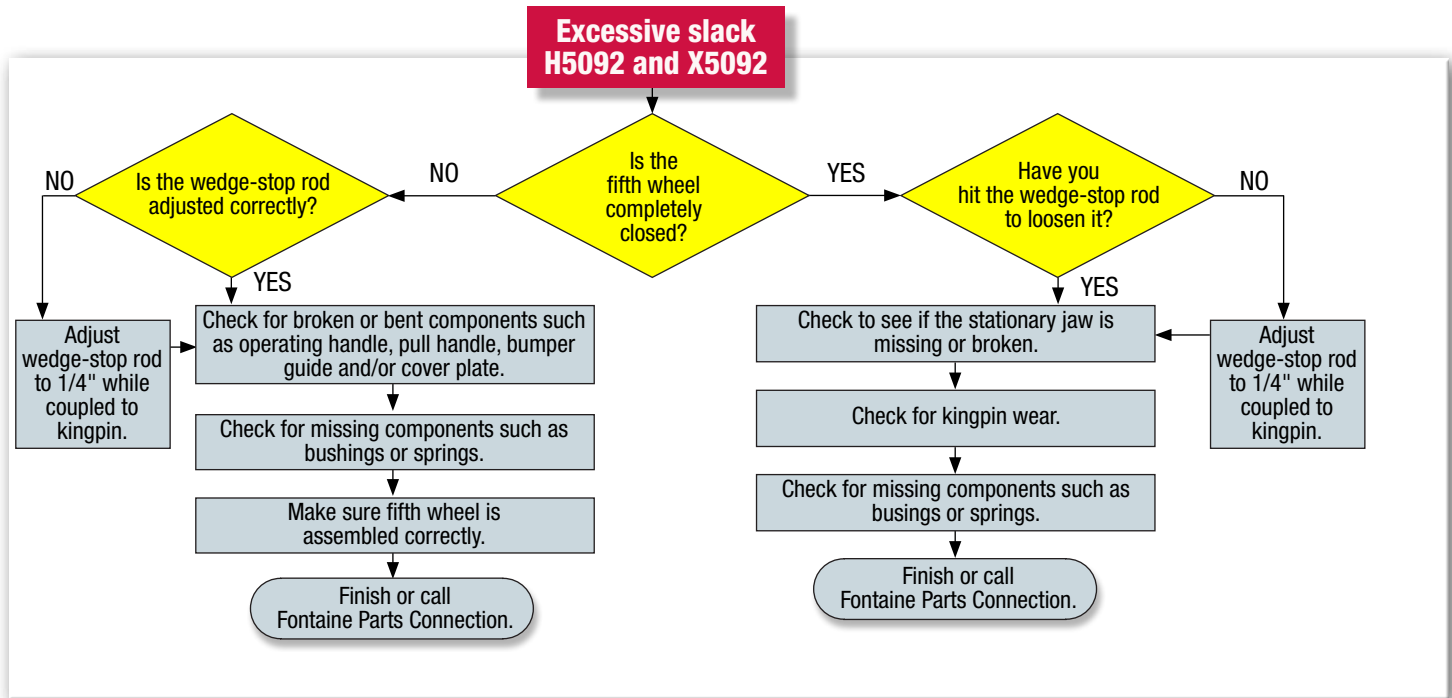 Excessive slack
H5092 and X5092
Is the
fifth wheel
completely
closed?
NO
YES
Is the wedge-stop rod
adjusted correctly?
NO
YES
Adjust
wedge-stop rod
to 1/4" while
coupled to
kingpin.
Check for broken or bent components such
as operating handle, pull handle, bumper
guide and/or cover plate.
Check for missing components such as
bushings or springs.
Make sure fifth wheel is
assembled correctly.
Finish or call
Fontaine Parts Connection.
Have you
hit the wedge-stop rod
to loosen it?
NO
YES
Adjust
wedge-stop rod
to 1/4" while
coupled to
kingpin.
Check to see if the stationary jaw is
missing or broken.
Check for kingpin wear.
Check for missing components such as
busings or springs.
Finish or call
Fontaine Parts Connection.